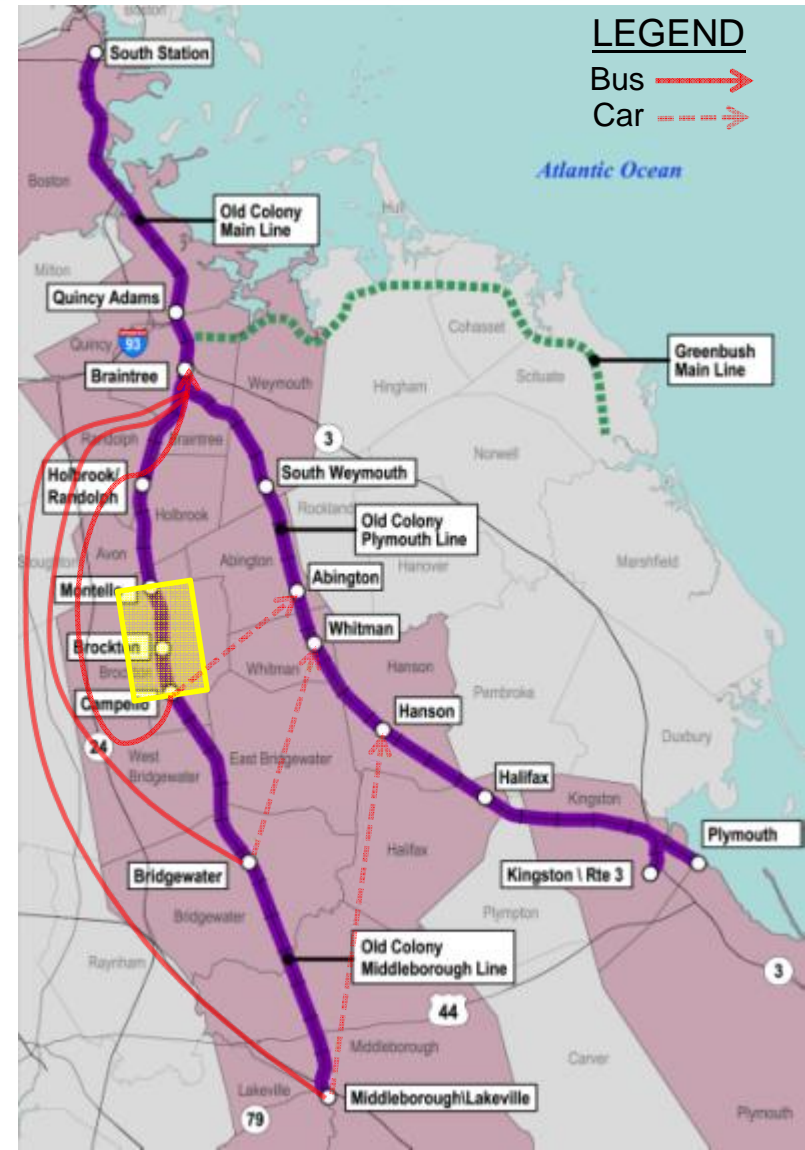 Boston
South Station
LEGEND
Bus
Car
Atlantic Ocean
Boston
Hull
Old Colony
Main Line
Milton
Quincy Adams
Cohasset
Quincy
93
Greenbush
Main Line
Braintree
Weymouth
Scituate
Hingham
Randolph
Braintree
3
Norwell
Holbrook/
Randolph
South Weymouth
Rockland
Holbrook
Old Colony
Plymouth Line
Stoughton
Avon
Abington
Hanover
Marshfield
Montello
Abington
Whitman
Brockton
Brockton
Whitman
Hanson
Campello
Pembroke
Hanson
Duxbury
24
West
Bridgewater
East Bridgewater
Halifax
Kingston
Plymouth
Bridgewater
Halifax
Kingston \ Rte 3
Bridgewater
Plympton
Old Colony
Middleborough Line
Raynham
3
44
Middleborough
Carver
Lakeville
Middleborough\Lakeville
79
Plymouth